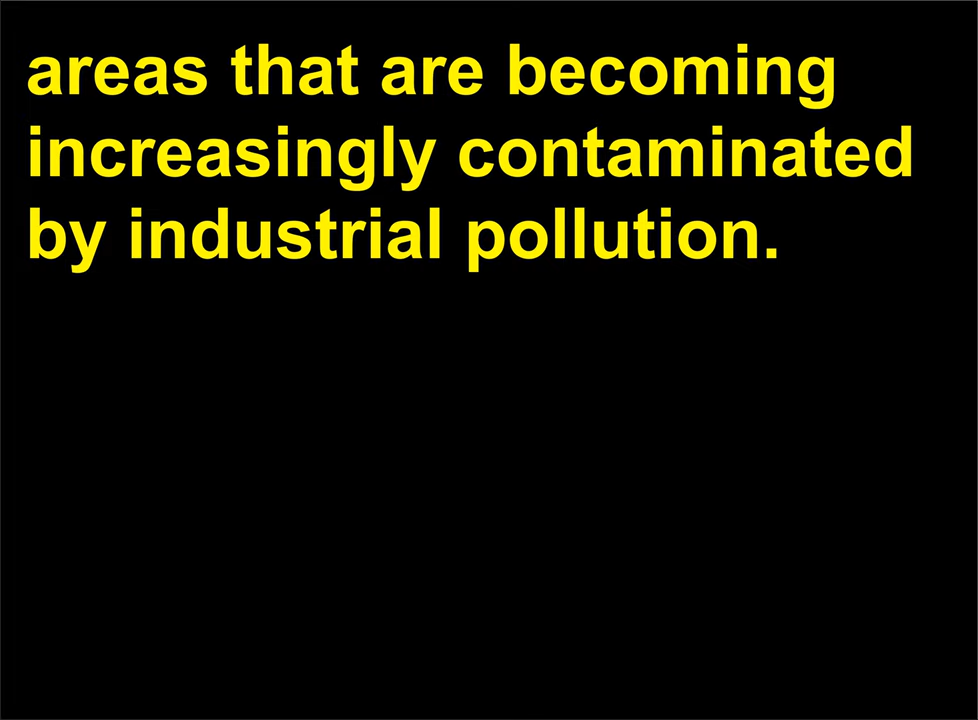 areas that are becoming
increasingly contaminated
by industrial pollution.